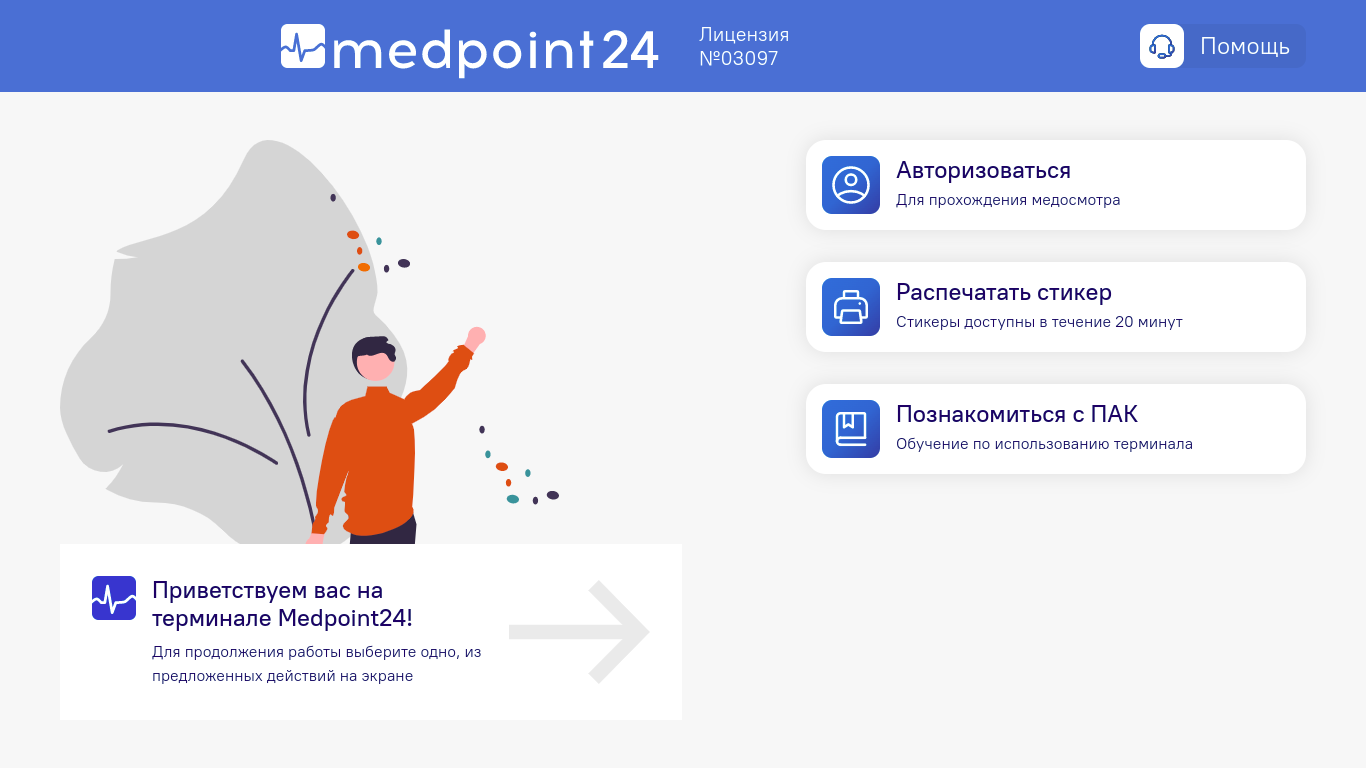 medpoint24
Лицензия
№03097
Помощь
Авторизоваться
Для прохождения медосмотра
Распечатать стикер
Стикеры доступны в течение 20 минут
Познакомиться с ПАК
Обучение по использованию терминала
Приветствуем вас на
терминале Medpoint24!
Для продолжения работы выберите одно, из
предложенных действий на экране